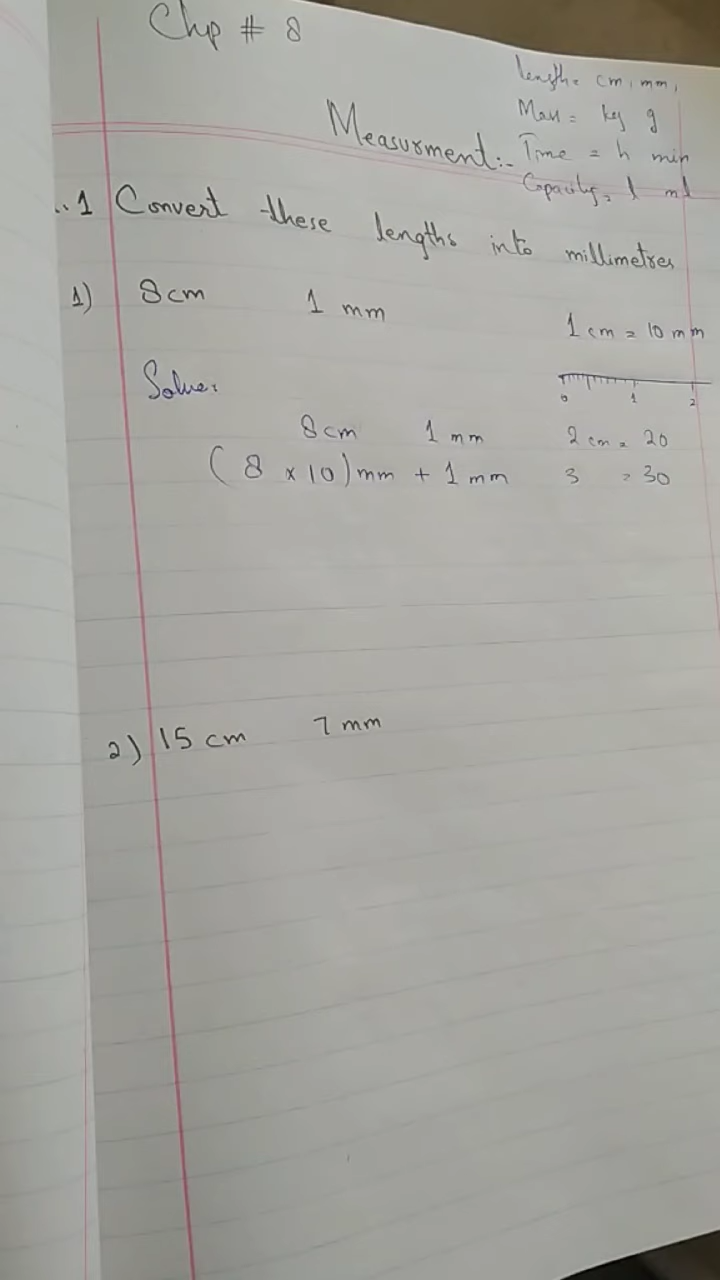 Chp # 8
length = cm, mm,
Mass = kg g
Measurment:-
Time = h min
Capacity = l ml
..1 Convert these lengths into millimetres
1) 8cm 1 mm
1 cm = 10 mm
Solve:
0 1 2
8cm 1 mm
2 cm = 20
(8 x 10) mm + 1 mm
3 = 30
2) 15 cm 7 mm